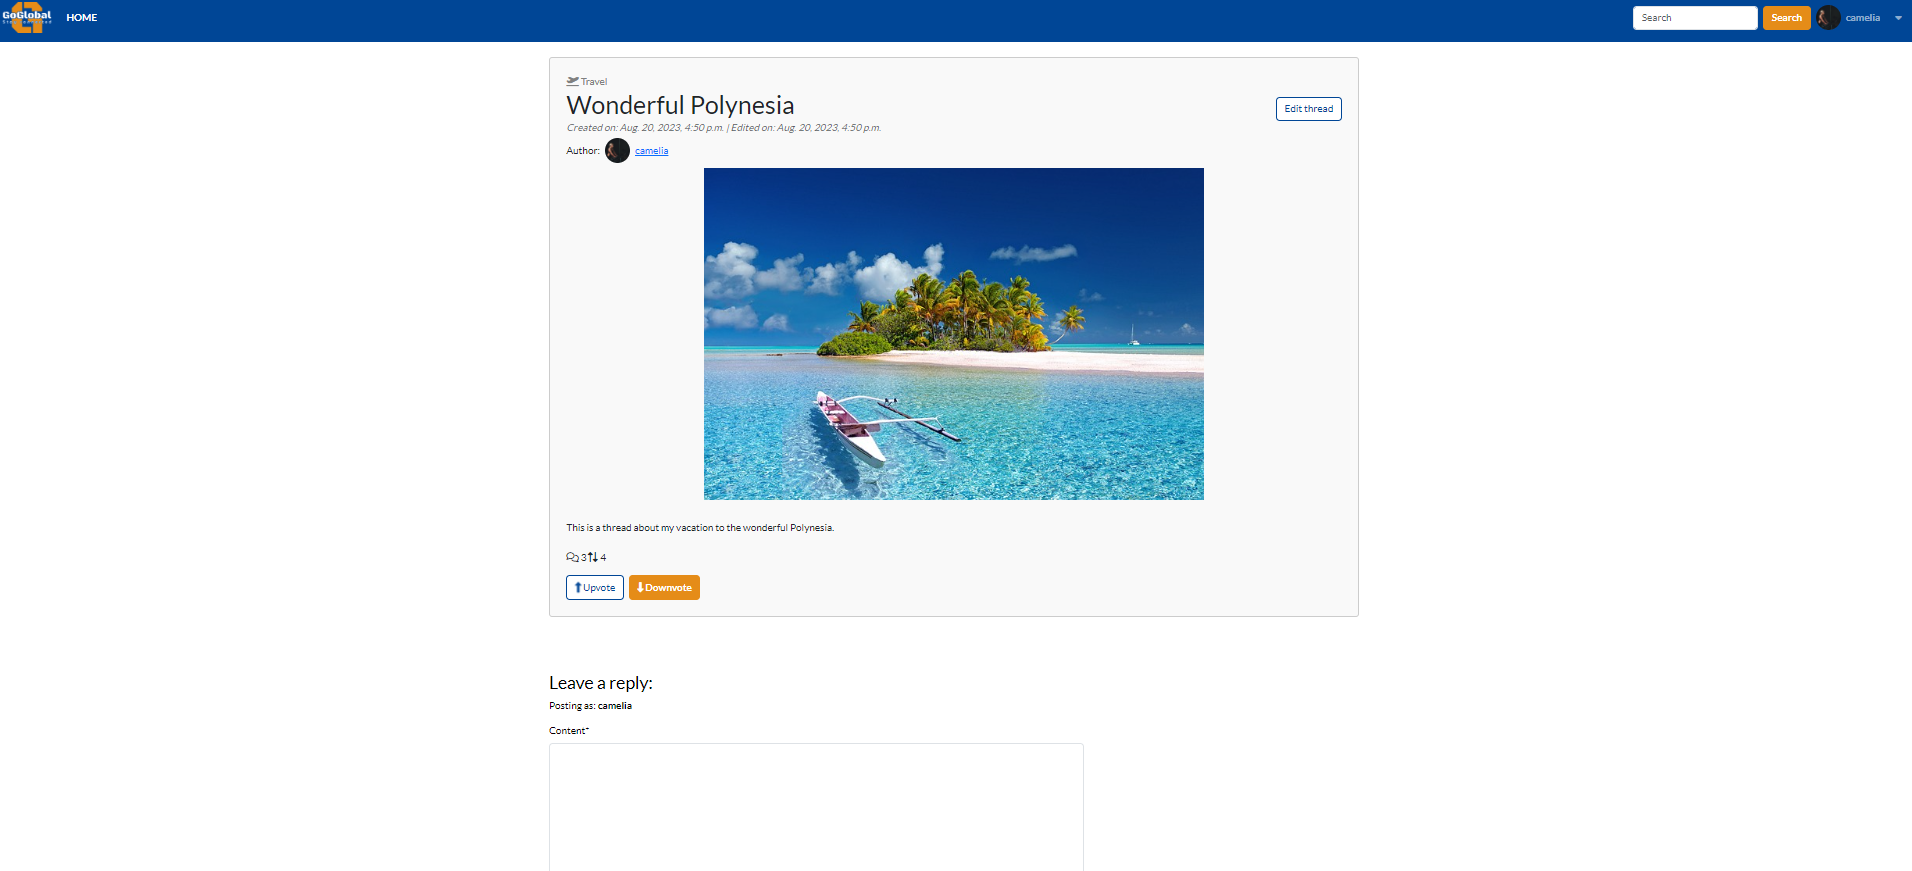 GoGlobal
HOME
Search
Search
camelia
Travel
Wonderful Polynesia
Edit thread
Created on: Aug. 20, 2023, 4:50 p.m. | Edited on: Aug. 20, 2023, 4:50 p.m.
Author: camelia
This is a thread about my vacation to the wonderful Polynesia.
3 4
Upvote
Downvote
Leave a reply:
Posting as: camelia
Content*